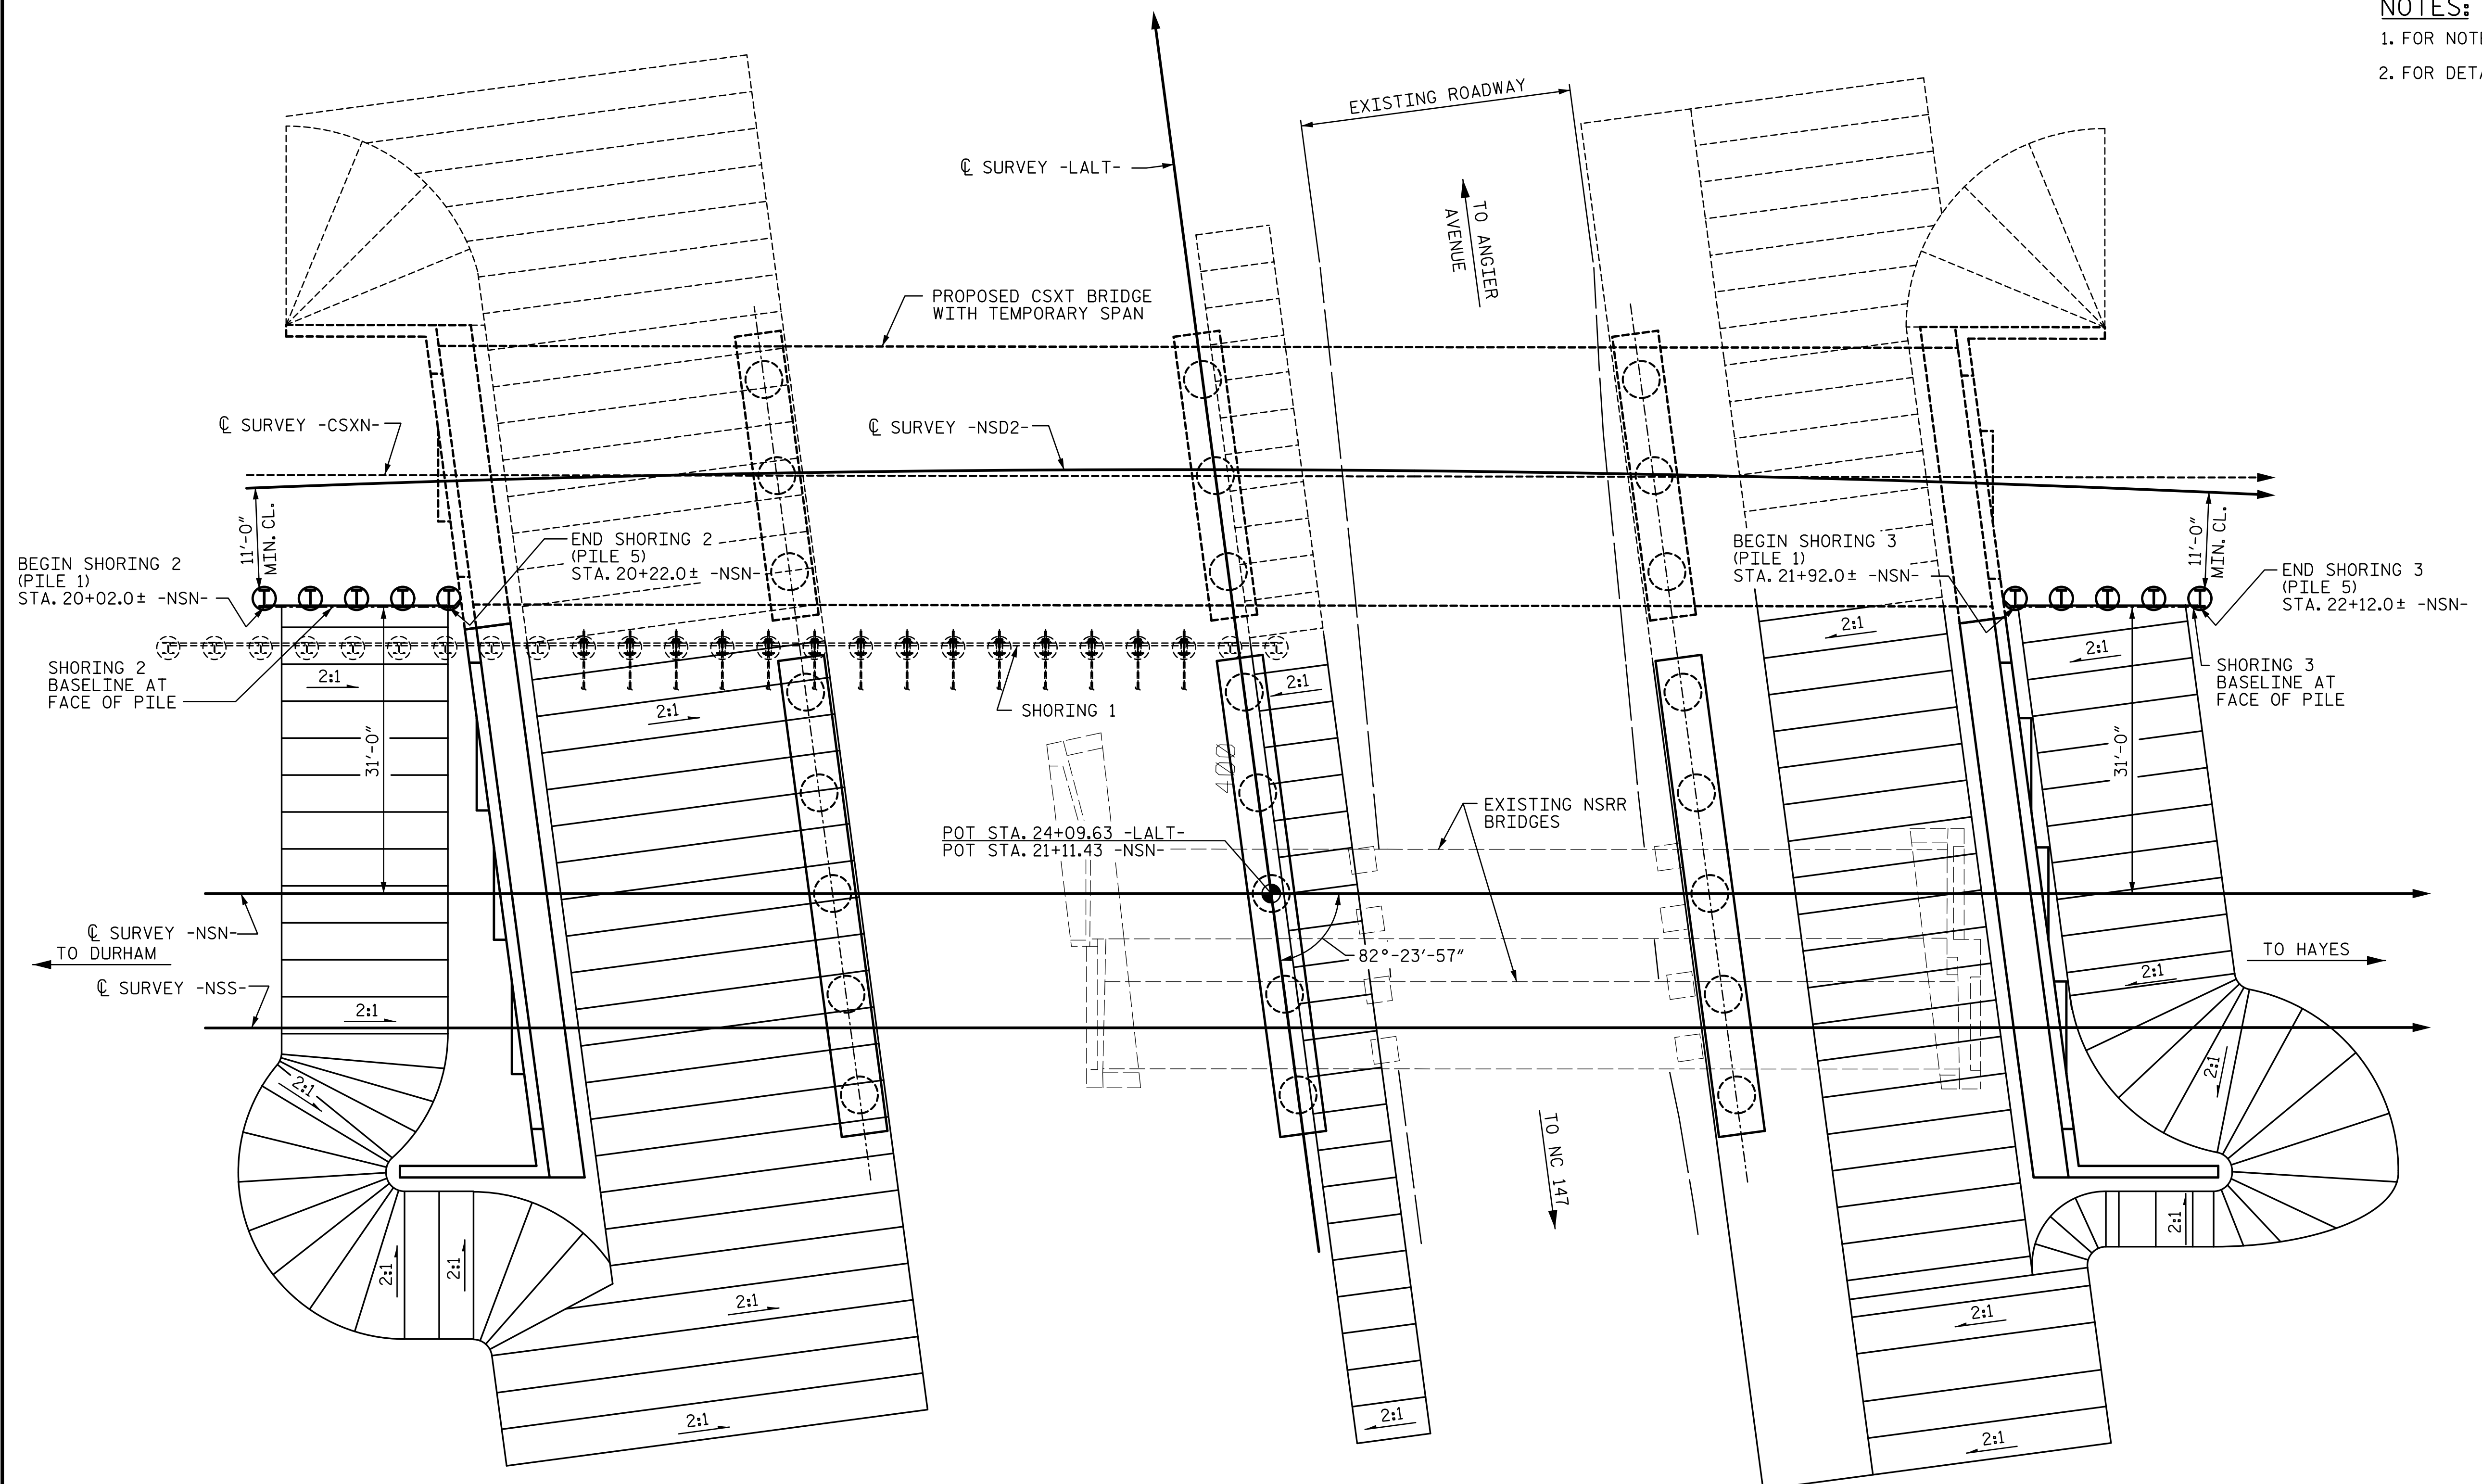 NOTES:
1. FOR NOT
2. FOR DET
EXISTING ROADWAY
℄ SURVEY -LALT-
TO ANGIER
AVENUE
PROPOSED CSXT BRIDGE
WITH TEMPORARY SPAN
℄ SURVEY -CSXN-
℄ SURVEY -NSD2-
11'-0"
MIN. CL.
BEGIN SHORING 2
(PILE 1)
STA. 20+02.0± -NSN-
END SHORING 2
(PILE 5)
STA. 20+22.0± -NSN-
BEGIN SHORING 3
(PILE 1)
STA. 21+92.0± -NSN-
11'-0"
MIN. CL.
END SHORING 3
(PILE 5)
STA. 22+12.0± -NSN-
SHORING 2
BASELINE AT
FACE OF PILE
2:1
2:1
SHORING 1
2:1
2:1
2:1
SHORING 3
BASELINE AT
FACE OF PILE
31'-0"
400
31'-0"
EXISTING NSRR
BRIDGES
POT STA. 24+09.63 -LALT-
POT STA. 21+11.43 -NSN-
℄ SURVEY -NSN-
TO DURHAM
82°-23'-57"
TO HAYES
℄ SURVEY -NSS-
2:1
2:1
2:1
2:1
TO NC 147
2:1
2:1
2:1
2:1
2:1
2:1
2:1
2:1